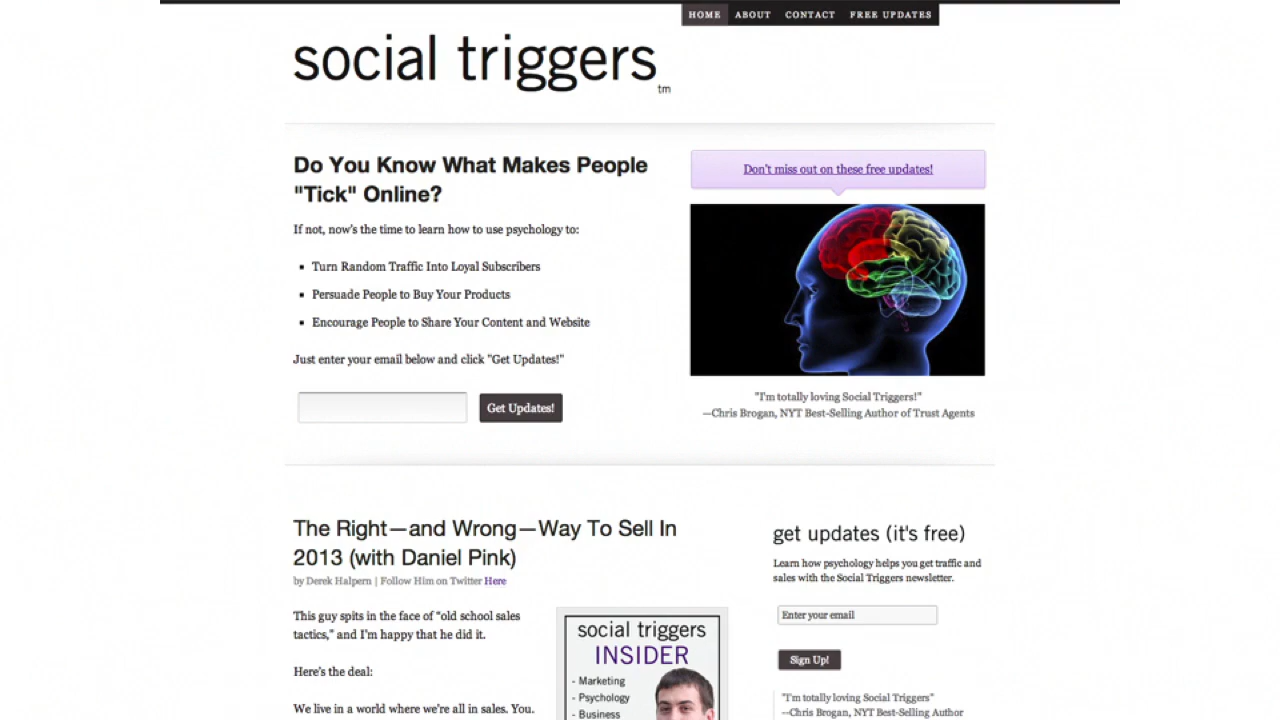 HOME ABOUT CONTACT FREE UPDATES
social triggers
tm
Do You Know What Makes People
"Tick" Online?
If not, now's the time to learn how to use psychology to:
▪ Turn Random Traffic Into Loyal Subscribers
▪ Persuade People to Buy Your Products
▪ Encourage People to Share Your Content and Website
Just enter your email below and click "Get Updates!"
Get Updates!
Don't miss out on these free updates!
"I'm totally loving Social Triggers!"
—Chris Brogan, NYT Best-Selling Author of Trust Agents
The Right—and Wrong—Way To Sell In
2013 (with Daniel Pink)
by Derek Halpern | Follow Him on Twitter Here
This guy spits in the face of "old school sales
tactics," and I'm happy that he did it.
Here's the deal:
We live in a world where we're all in sales. You.
social triggers
INSIDER
- Marketing
- Psychology
- Business
get updates (it's free)
Learn how psychology helps you get traffic and
sales with the Social Triggers newsletter.
Enter your email
Sign Up!
"I'm totally loving Social Triggers"
--Chris Brogan, NYT Best-Selling Author